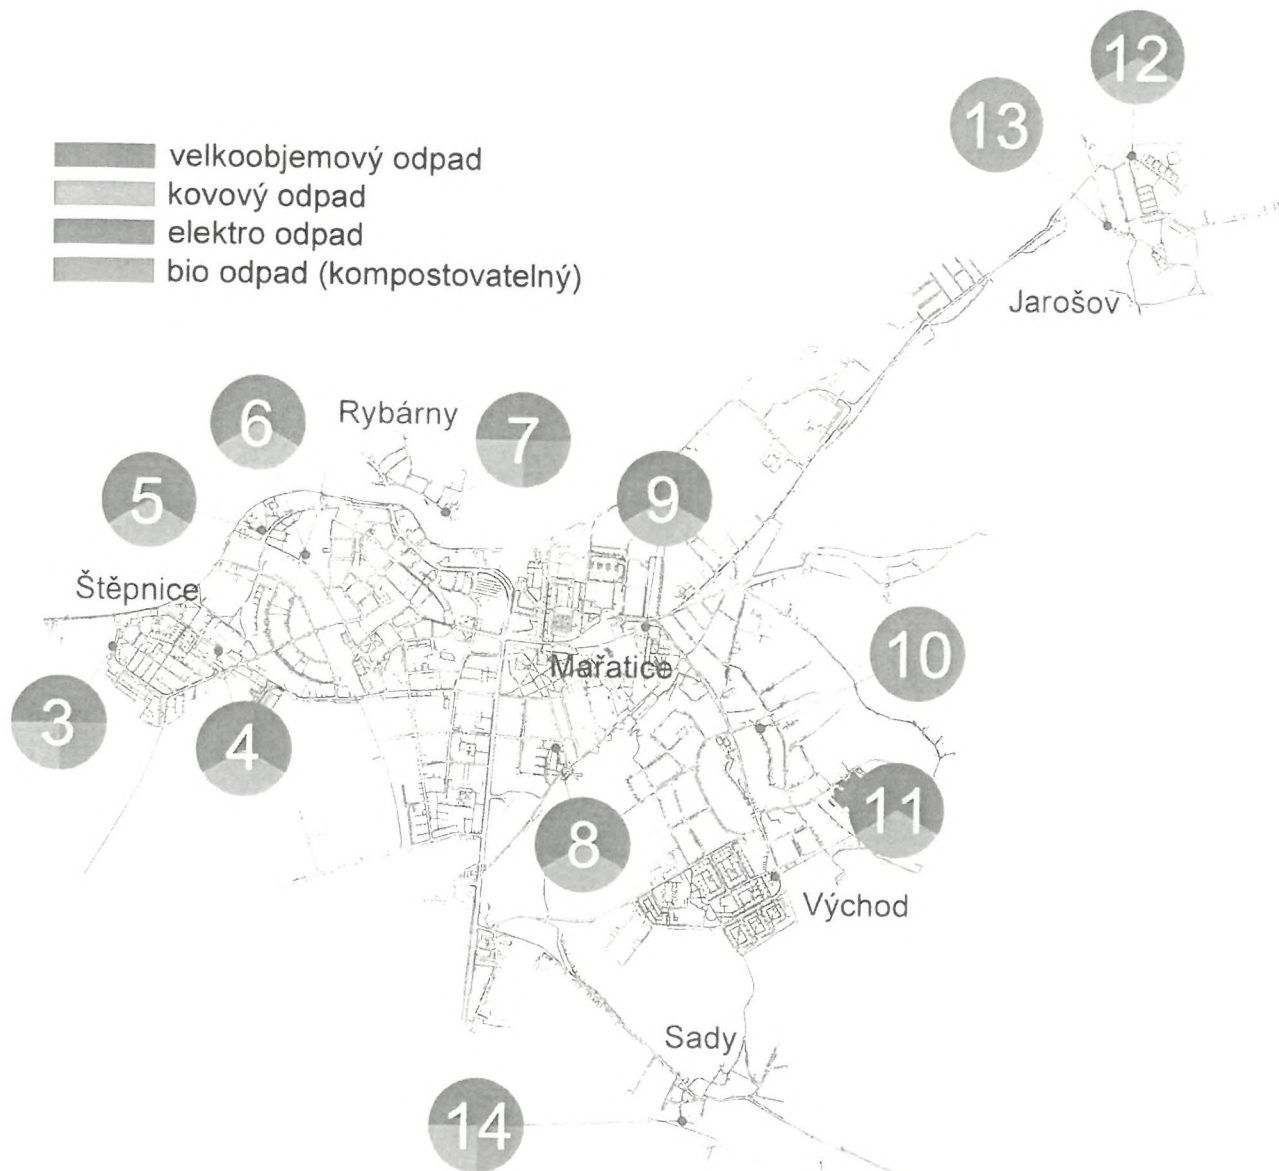 12
13
velkoobjemový odpad
kovový odpad
elektro odpad
bio odpad (kompostovatelný)
Jarošov
6
Rybárny
7
5
9
Štěpnice
10
Mařatice
3
4
11
8
Východ
Sady
14